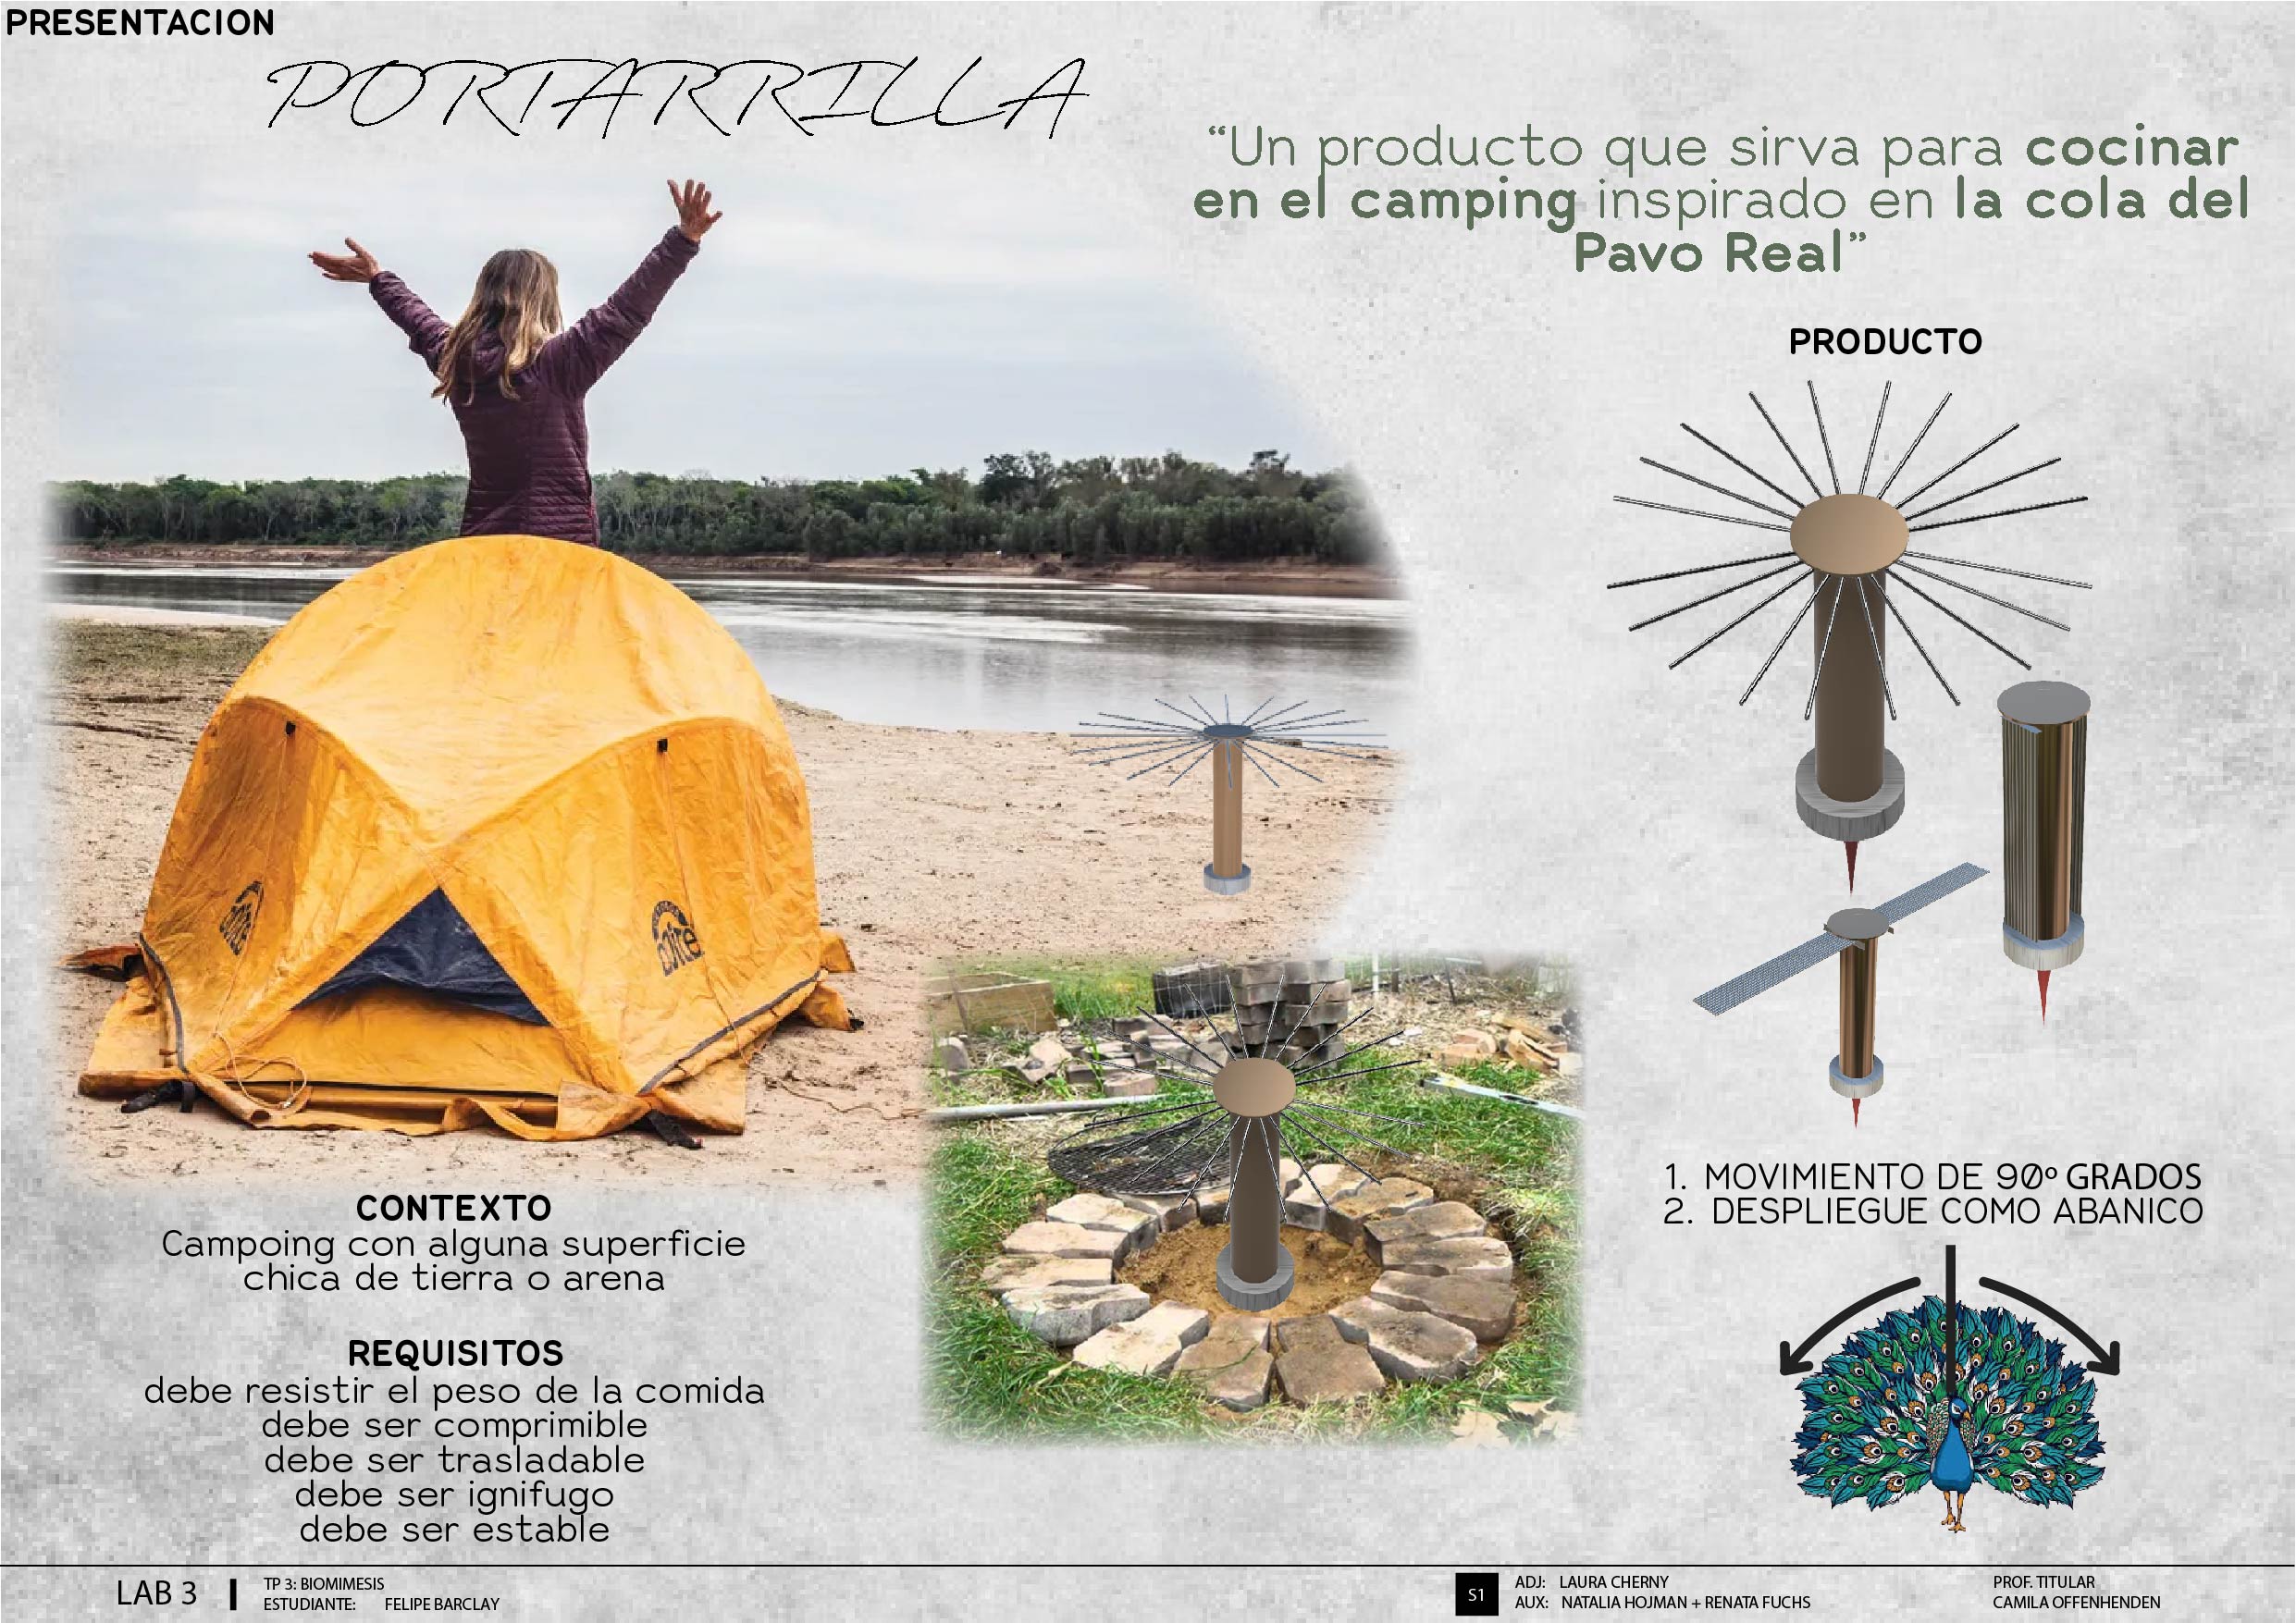 PRESENTACION
PORTARRILLA
“Un producto que sirva para cocinar
en el camping inspirado en la cola del
Pavo Real”
PRODUCTO
1. MOVIMIENTO DE 90º GRADOS
2. DESPLIEGUE COMO ABANICO
CONTEXTO
Campoing con alguna superficie
chica de tierra o arena
REQUISITOS
debe resistir el peso de la comida
debe ser comprimible
debe ser trasladable
debe ser ignifugo
debe ser estable
LAB 3
TP 3: BIOMIMESIS
ESTUDIANTE: FELIPE BARCLAY
S1
ADJ: LAURA CHERNY
AUX: NATALIA HOJMAN + RENATA FUCHS
PROF. TITULAR
CAMILA OFFENHENDEN